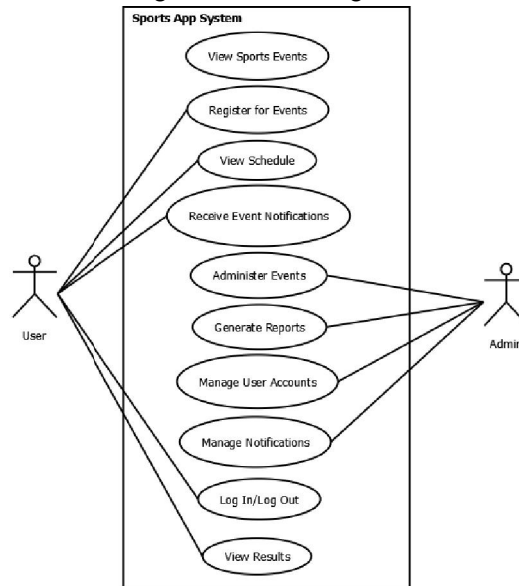 Sports App System
View Sports Events
Register for Events
View Schedule
Receive Event Notifications
Administer Events
Generate Reports
User
Admin
Manage User Accounts
Manage Notifications
Log In/Log Out
View Results